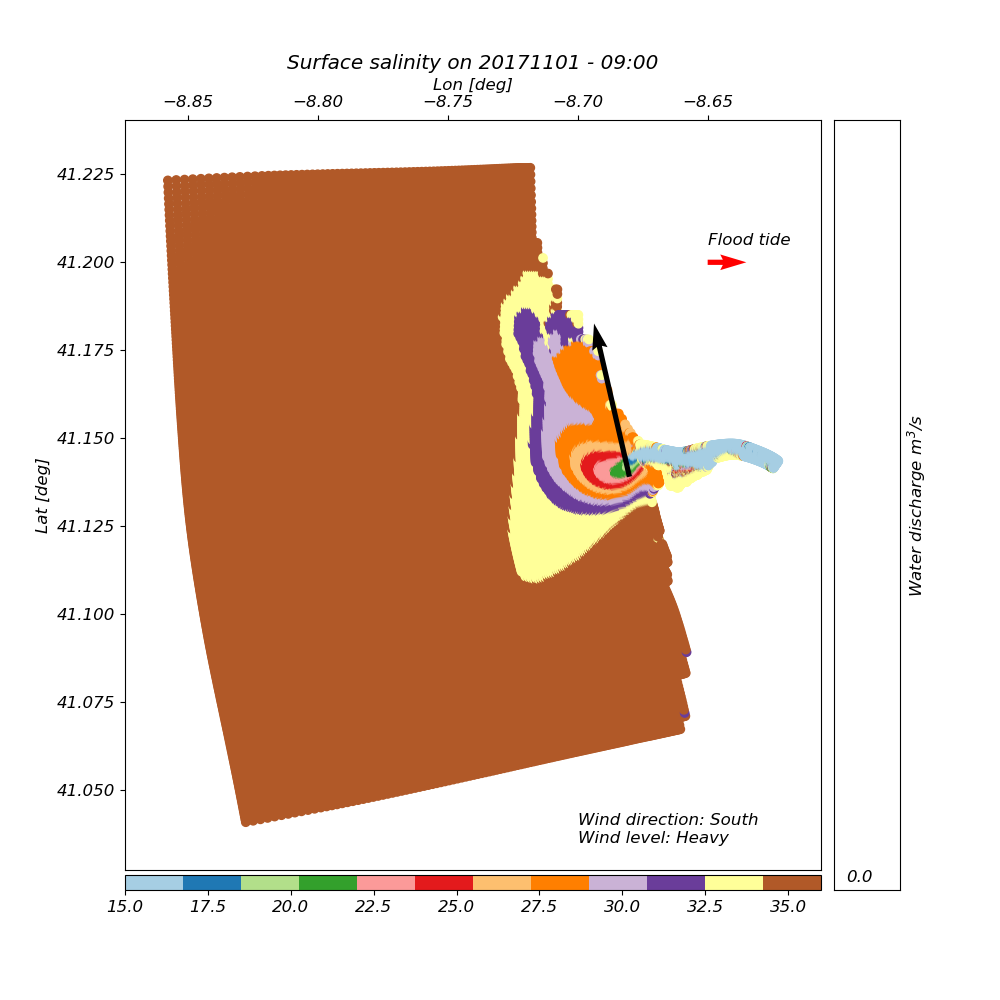 Surface salinity on 20171101 - 09:00
Lon [deg]
−8.85 −8.80 −8.75 −8.70 −8.65
41.225
41.200
41.175
41.150
41.125
41.100
41.075
41.050
Lat [deg]
Flood tide
Wind direction: South
Wind level: Heavy
15.0 17.5 20.0 22.5 25.0 27.5 30.0 32.5 35.0
0.0
Water discharge m³/s